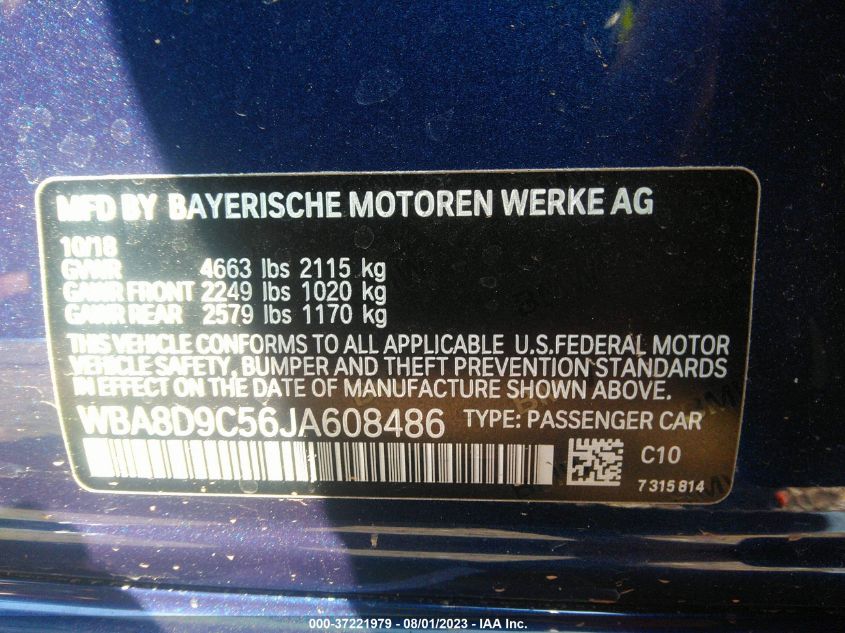 MFD BY BAYERISCHE MOTOREN WERKE AG
10/18
GVWR 4663 lbs 2115 kg
GAWR FRONT 2249 lbs 1020 kg
GAWR REAR 2579 lbs 1170 kg
THIS VEHICLE CONFORMS TO ALL APPLICABLE U.S.FEDERAL MOTOR
VEHICLE SAFETY, BUMPER AND THEFT PREVENTION STANDARDS
IN EFFECT ON THE DATE OF MANUFACTURE SHOWN ABOVE.
WBA8D9C56JA608486 TYPE: PASSENGER CAR
C10
7315814
000-37221979 - 08/01/2023 - IAA Inc.